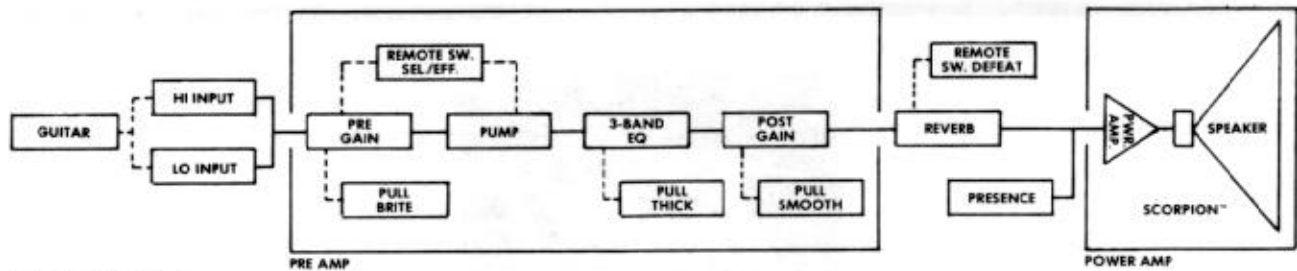 REMOTE SW.
SEL./EFF.
REMOTE
SW. DEFEAT
GUITAR
HI INPUT
LO INPUT
PRE
GAIN
PUMP
3-BAND
EQ
POST
GAIN
REVERB
PWR
AMP.
SPEAKER
PULL
BRITE
PULL
THICK
PULL
SMOOTH
PRESENCE
SCORPION™
PRE AMP
POWER AMP